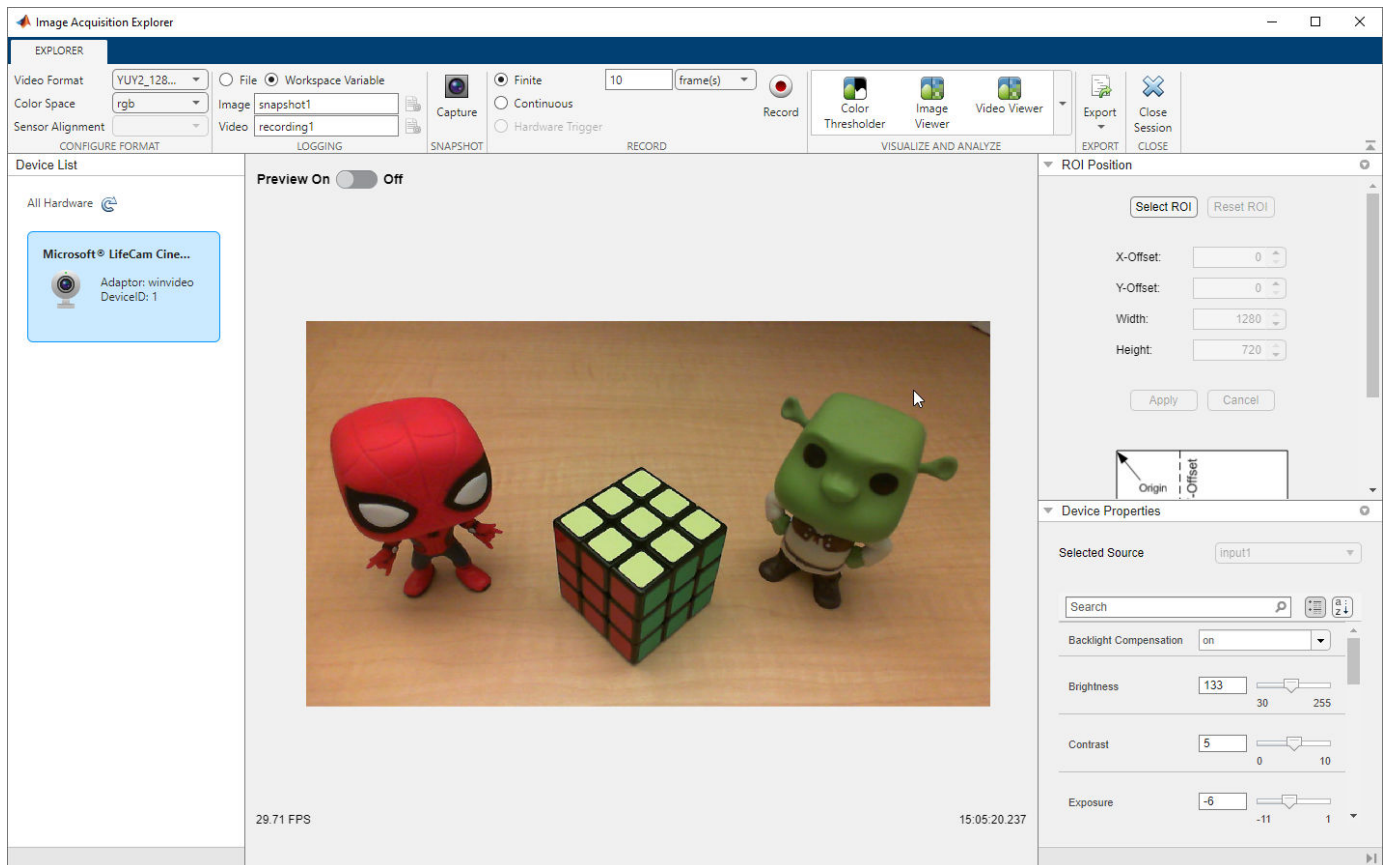 Image Acquisition Explorer
EXPLORER
Video Format YUY2_128...
Color Space rgb
Sensor Alignment
CONFIGURE FORMAT
File Workspace Variable
Image snapshot1
Video recording1
LOGGING
Capture
SNAPSHOT
Finite 10 frame(s)
Continuous
Hardware Trigger
Record
RECORD
Color Thresholder
Image Viewer
Video Viewer
VISUALIZE AND ANALYZE
Export
EXPORT
Close Session
CLOSE
Device List
All Hardware
Microsoft® LifeCam Cine...
Adaptor: winvideo
DeviceID: 1
Preview On Off
29.71 FPS 15:05:20.237
ROI Position
Select ROI Reset ROI
X-Offset: 0
Y-Offset: 0
Width: 1280
Height: 720
Apply Cancel
Origin
-Offset
Device Properties
Selected Source input1
Search
a z
Backlight Compensation on
Brightness 133
30 255
Contrast 5
0 10
Exposure -6
-11 1